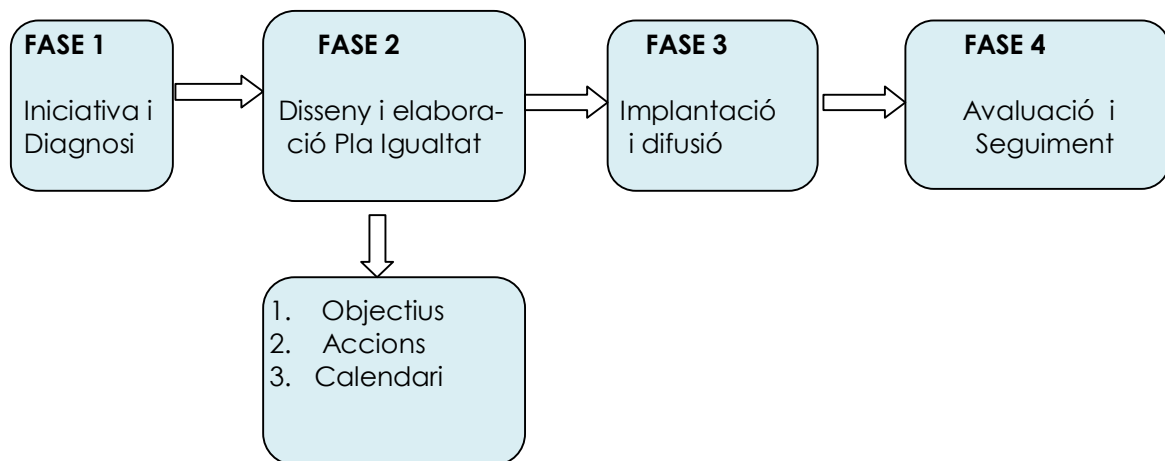 FASE 1
Iniciativa i
Diagnosi
FASE 2
Disseny i elabora-
ció Pla Igualtat
FASE 3
Implantació
i difusió
FASE 4
Avaluació i
Seguiment
1. Objectius
2. Accions
3. Calendari